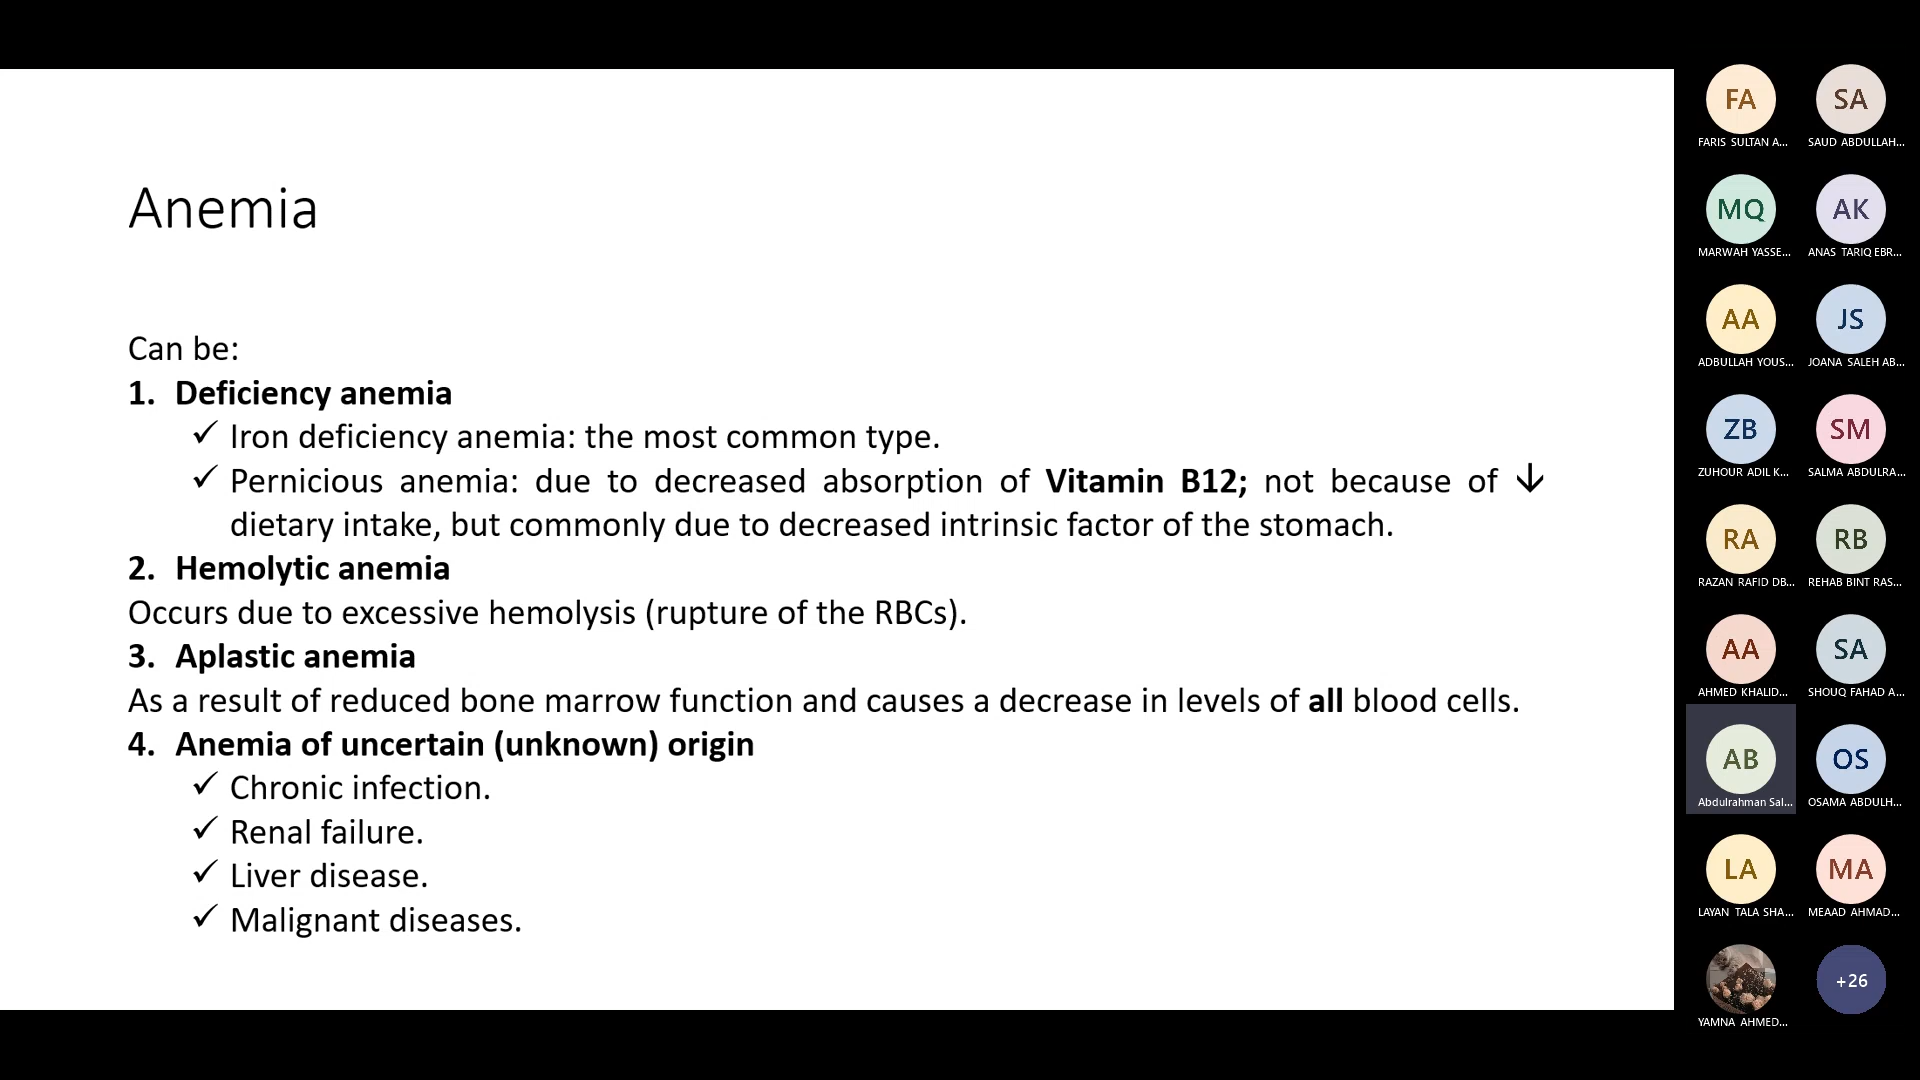 Anemia
Can be:
1. Deficiency anemia
✓ Iron deficiency anemia: the most common type.
✓ Pernicious anemia: due to decreased absorption of Vitamin B12; not because of ↓
dietary intake, but commonly due to decreased intrinsic factor of the stomach.
2. Hemolytic anemia
Occurs due to excessive hemolysis (rupture of the RBCs).
3. Aplastic anemia
As a result of reduced bone marrow function and causes a decrease in levels of all blood cells.
4. Anemia of uncertain (unknown) origin
✓ Chronic infection.
✓ Renal failure.
✓ Liver disease.
✓ Malignant diseases.
FA
FARIS SULTAN A...
SA
SAUD ABDULLAH...
MQ
MARWAH YASSE...
AK
ANAS TARIQ EBR...
AA
ADBULLAH YOUS...
JS
JOANA SALEH AB...
ZB
ZUHOUR ADIL K...
SM
SALMA ABDULRA...
RA
RAZAN RAFID DB...
RB
REHAB BINT RAS...
AA
AHMED KHALID...
SA
SHOUQ FAHAD A...
AB
Abdulrahman Sal...
OS
OSAMA ABDULH...
LA
LAYAN TALA SHA...
MA
MEAAD AHMAD...
YAMNA AHMED...
+26